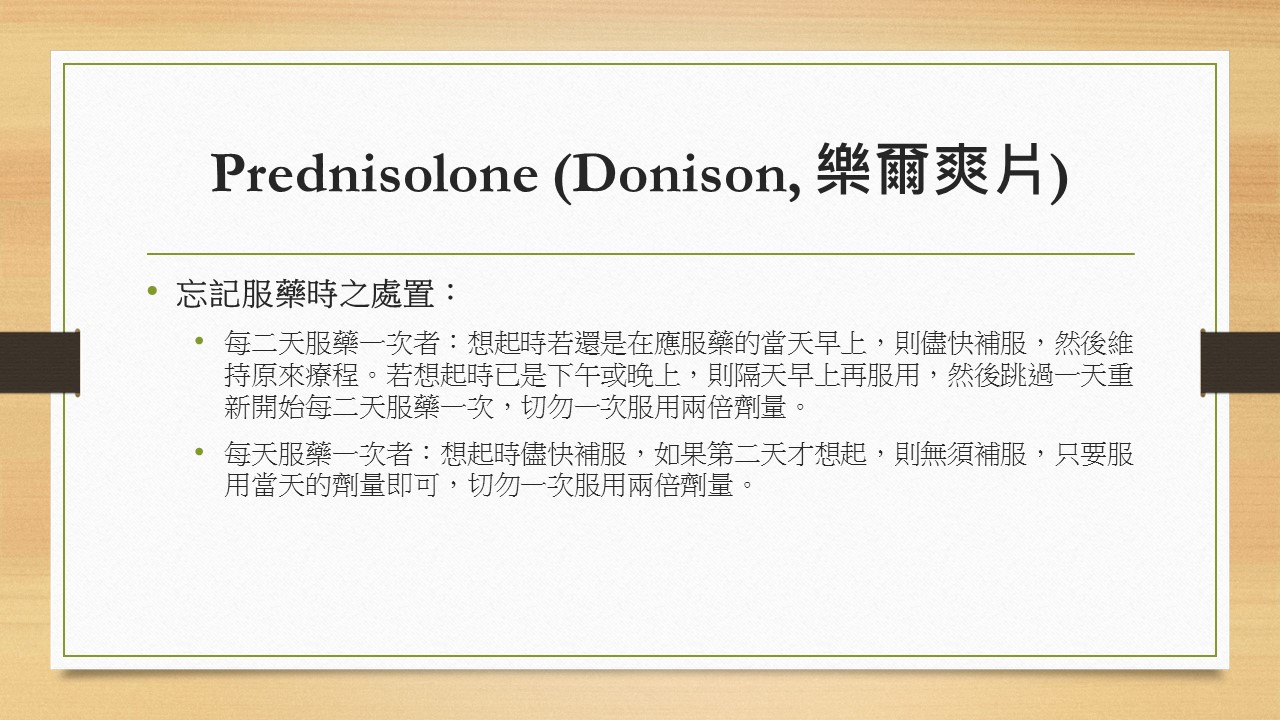 Prednisolone (Donison, 樂爾爽片)
• 忘記服藥時之處置：
• 每二天服藥一次者：想起時若還是在應服藥的當天早上，則儘快補服，然後維
持原來療程。若想起時已是下午或晚上，則隔天早上再服用，然後跳過一天重
新開始每二天服藥一次，切勿一次服用兩倍劑量。
• 每天服藥一次者：想起時儘快補服，如果第二天才想起，則無須補服，只要服
用當天的劑量即可，切勿一次服用兩倍劑量。